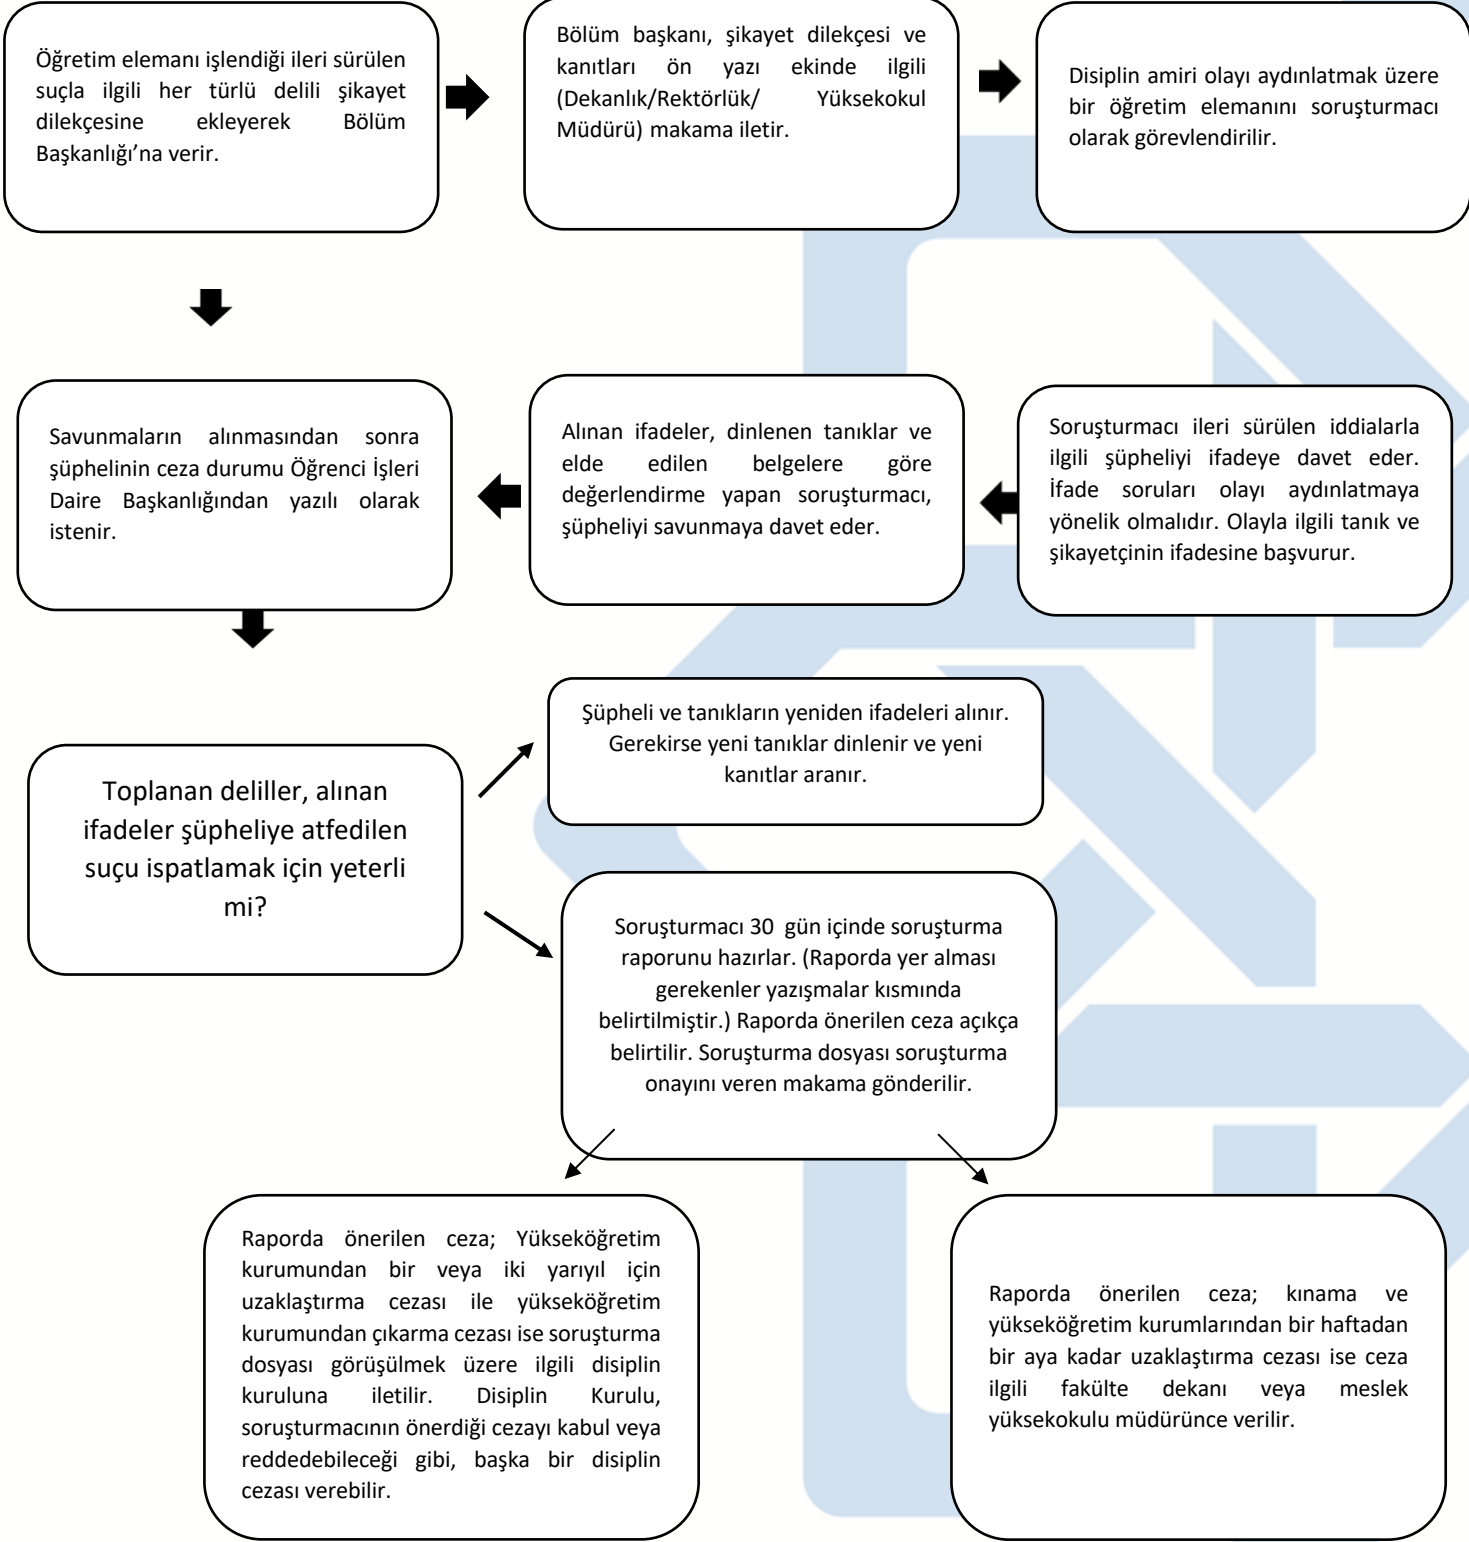 Öğretim elemanı işlendiği ileri sürülen
suçla ilgili her türlü delili şikayet
dilekçesine ekleyerek Bölüm
Başkanlığı’na verir.
Bölüm başkanı, şikayet dilekçesi ve
kanıtları ön yazı ekinde ilgili
(Dekanlık/Rektörlük/ Yüksekokul
Müdürü) makama iletir.
Disiplin amiri olayı aydınlatmak üzere
bir öğretim elemanını soruşturmacı
olarak görevlendirilir.
Soruşturmacı ileri sürülen iddialarla
ilgili şüpheliyi ifadeye davet eder.
İfade soruları olayı aydınlatmaya
yönelik olmalıdır. Olayla ilgili tanık ve
şikayetçinin ifadesine başvurur.
Alınan ifadeler, dinlenen tanıklar ve
elde edilen belgelere göre
değerlendirme yapan soruşturmacı,
şüpheliyi savunmaya davet eder.
Savunmaların alınmasından sonra
şüphelinin ceza durumu Öğrenci İşleri
Daire Başkanlığından yazılı olarak
istenir.
Toplanan deliller, alınan
ifadeler şüpheliye atfedilen
suçu ispatlamak için yeterli
mi?
Şüpheli ve tanıkların yeniden ifadeleri alınır.
Gerekirse yeni tanıklar dinlenir ve yeni
kanıtlar aranır.
Soruşturmacı 30 gün içinde soruşturma
raporunu hazırlar. (Raporda yer alması
gerekenler yazışmalar kısmında
belirtilmiştir.) Raporda önerilen ceza açıkça
belirtilir. Soruşturma dosyası soruşturma
onayını veren makama gönderilir.
Raporda önerilen ceza; Yükseköğretim
kurumundan bir veya iki yarıyıl için
uzaklaştırma cezası ile yükseköğretim
kurumundan çıkarma cezası ise soruşturma
dosyası görüşülmek üzere ilgili disiplin
kuruluna iletilir. Disiplin Kurulu,
soruşturmacının önerdiği cezayı kabul veya
reddedebileceği gibi, başka bir disiplin
cezası verebilir.
Raporda önerilen ceza; kınama ve
yükseköğretim kurumlarından bir haftadan
bir aya kadar uzaklaştırma cezası ise ceza
ilgili fakülte dekanı veya meslek
yüksekokulu müdürünce verilir.